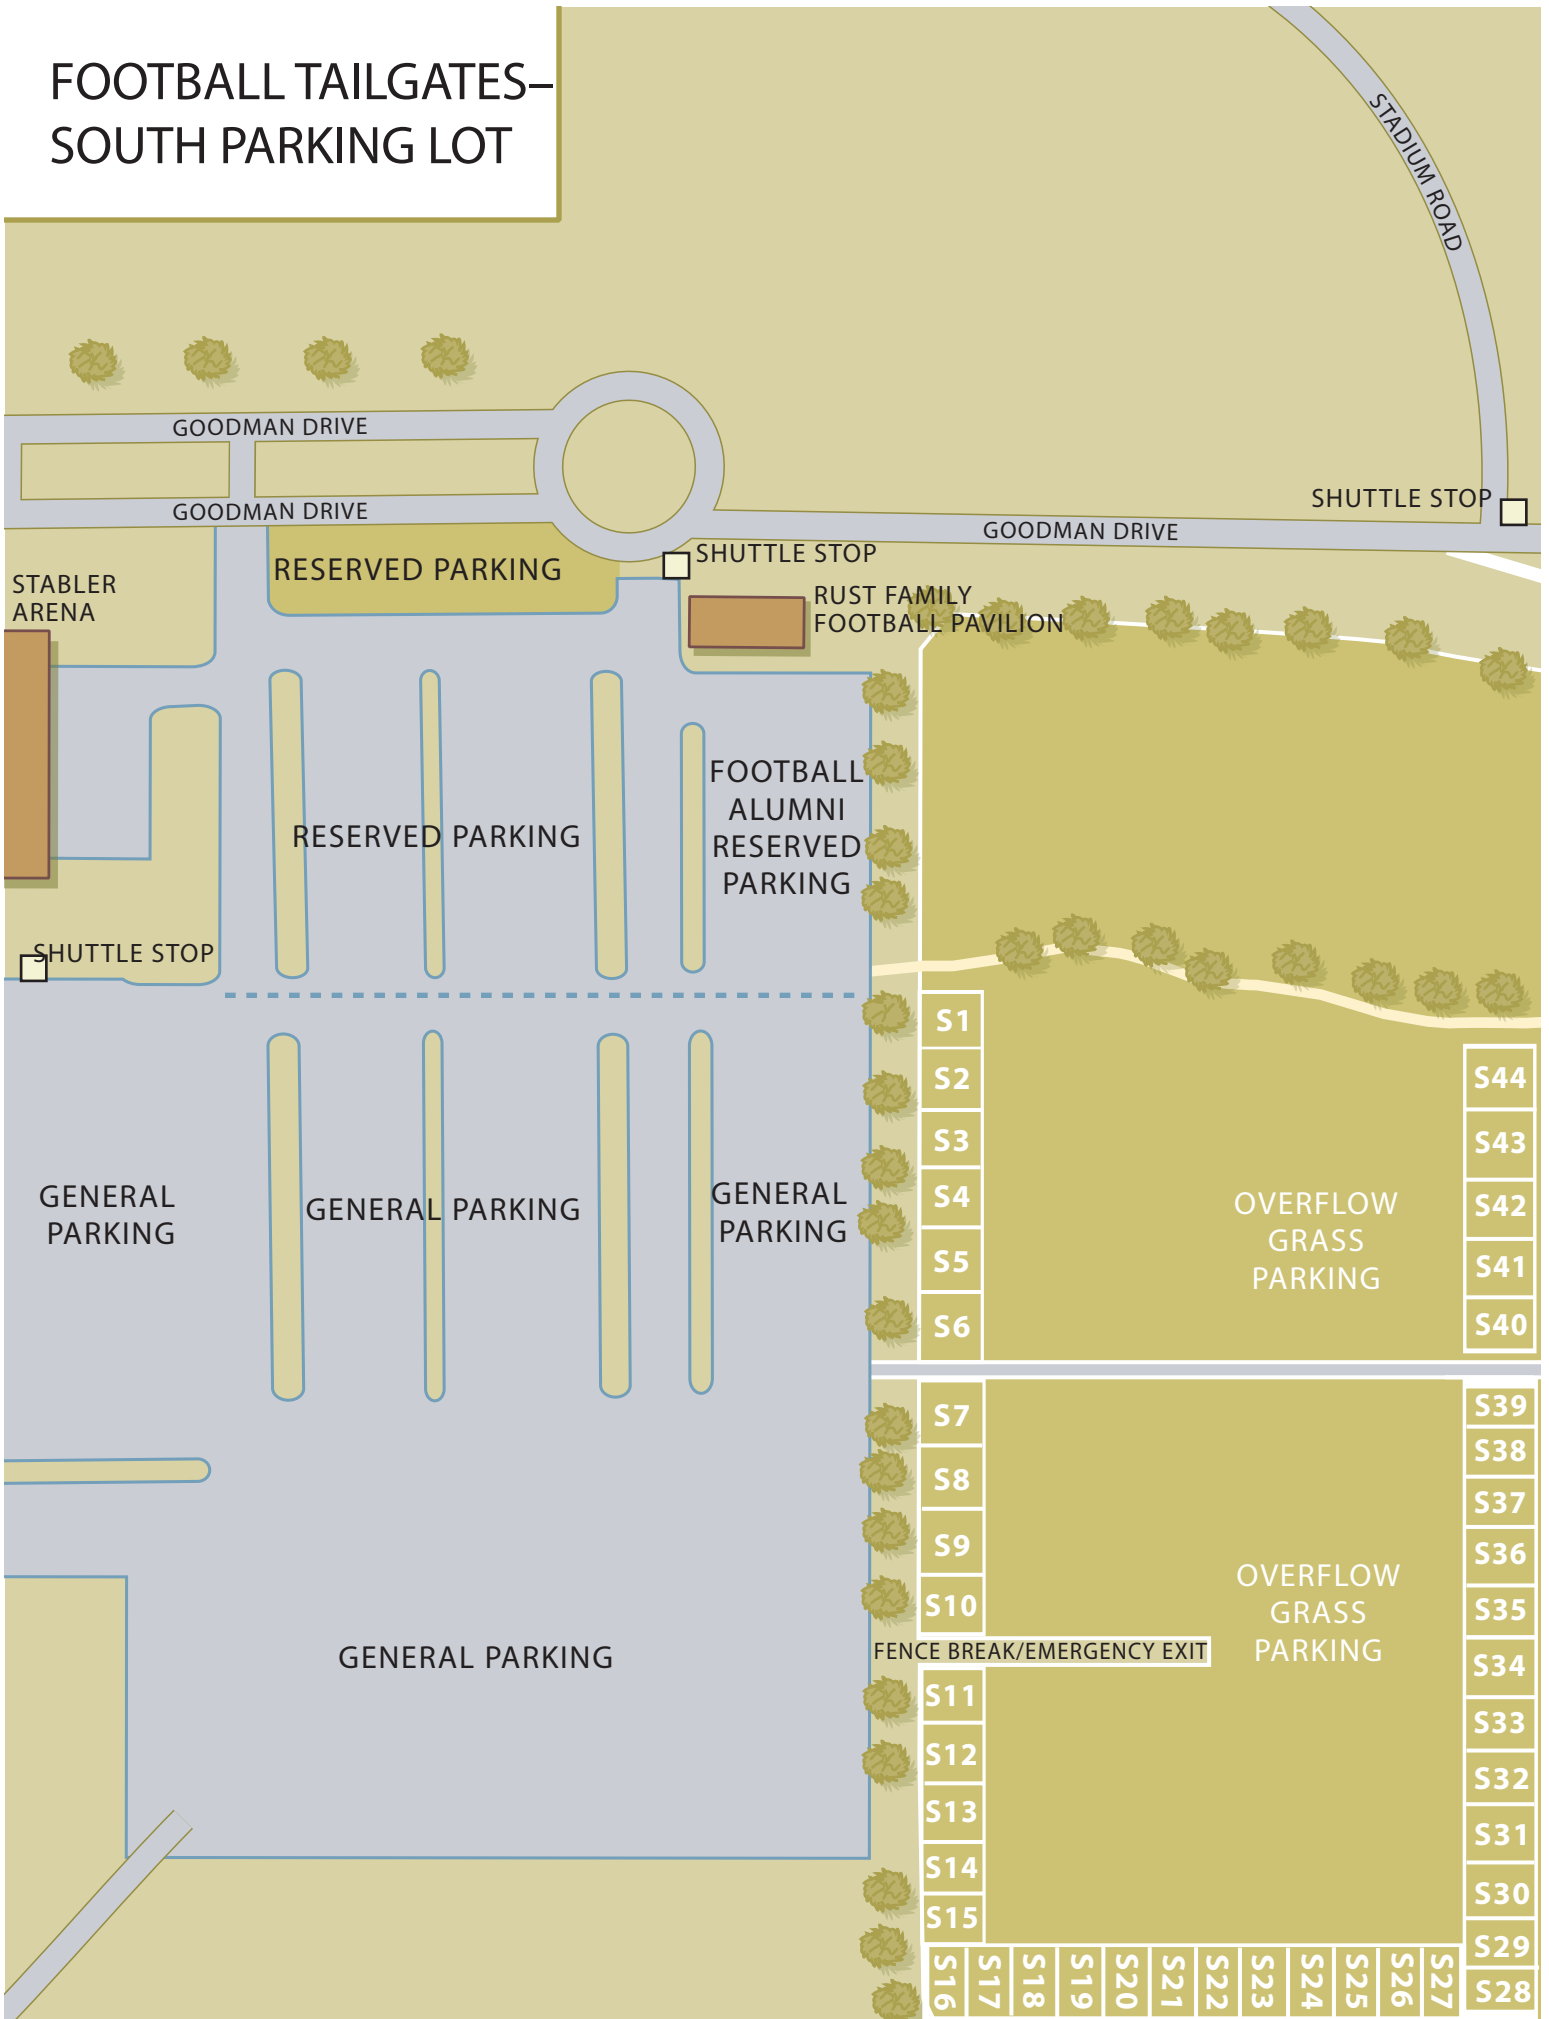 FOOTBALL TAILGATES–
SOUTH PARKING LOT
STADIUM ROAD
GOODMAN DRIVE
GOODMAN DRIVE
SHUTTLE STOP
GOODMAN DRIVE
RESERVED PARKING
SHUTTLE STOP
STABLER
ARENA
RUST FAMILY
FOOTBALL PAVILION
FOOTBALL
ALUMNI
RESERVED
PARKING
RESERVED PARKING
SHUTTLE STOP
S1
S2
S3
S4
S5
S6
S44
S43
S42
S41
S40
GENERAL
PARKING
GENERAL PARKING
GENERAL
PARKING
OVERFLOW
GRASS
PARKING
S7
S8
S9
S10
S39
S38
S37
S36
S35
S34
S33
S32
S31
S30
S29
S28
OVERFLOW
GRASS
PARKING
GENERAL PARKING
FENCE BREAK/EMERGENCY EXIT
S11
S12
S13
S14
S15
S16
S17
S18
S19
S20
S21
S22
S23
S24
S25
S26
S27